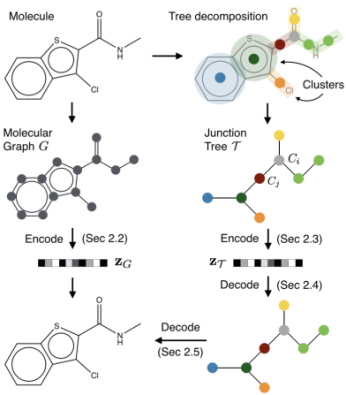 Molecule
Tree decomposition
S
O
N
H
Cl
S
O
N
H
Cl
Clusters
Molecular
Graph G
Junction
Tree 𝒯
C_i
C_j
Encode (Sec 2.2)
Encode (Sec 2.3)
z_G
z_𝒯
Decode (Sec 2.4)
S
O
N
H
Cl
Decode
(Sec 2.5)